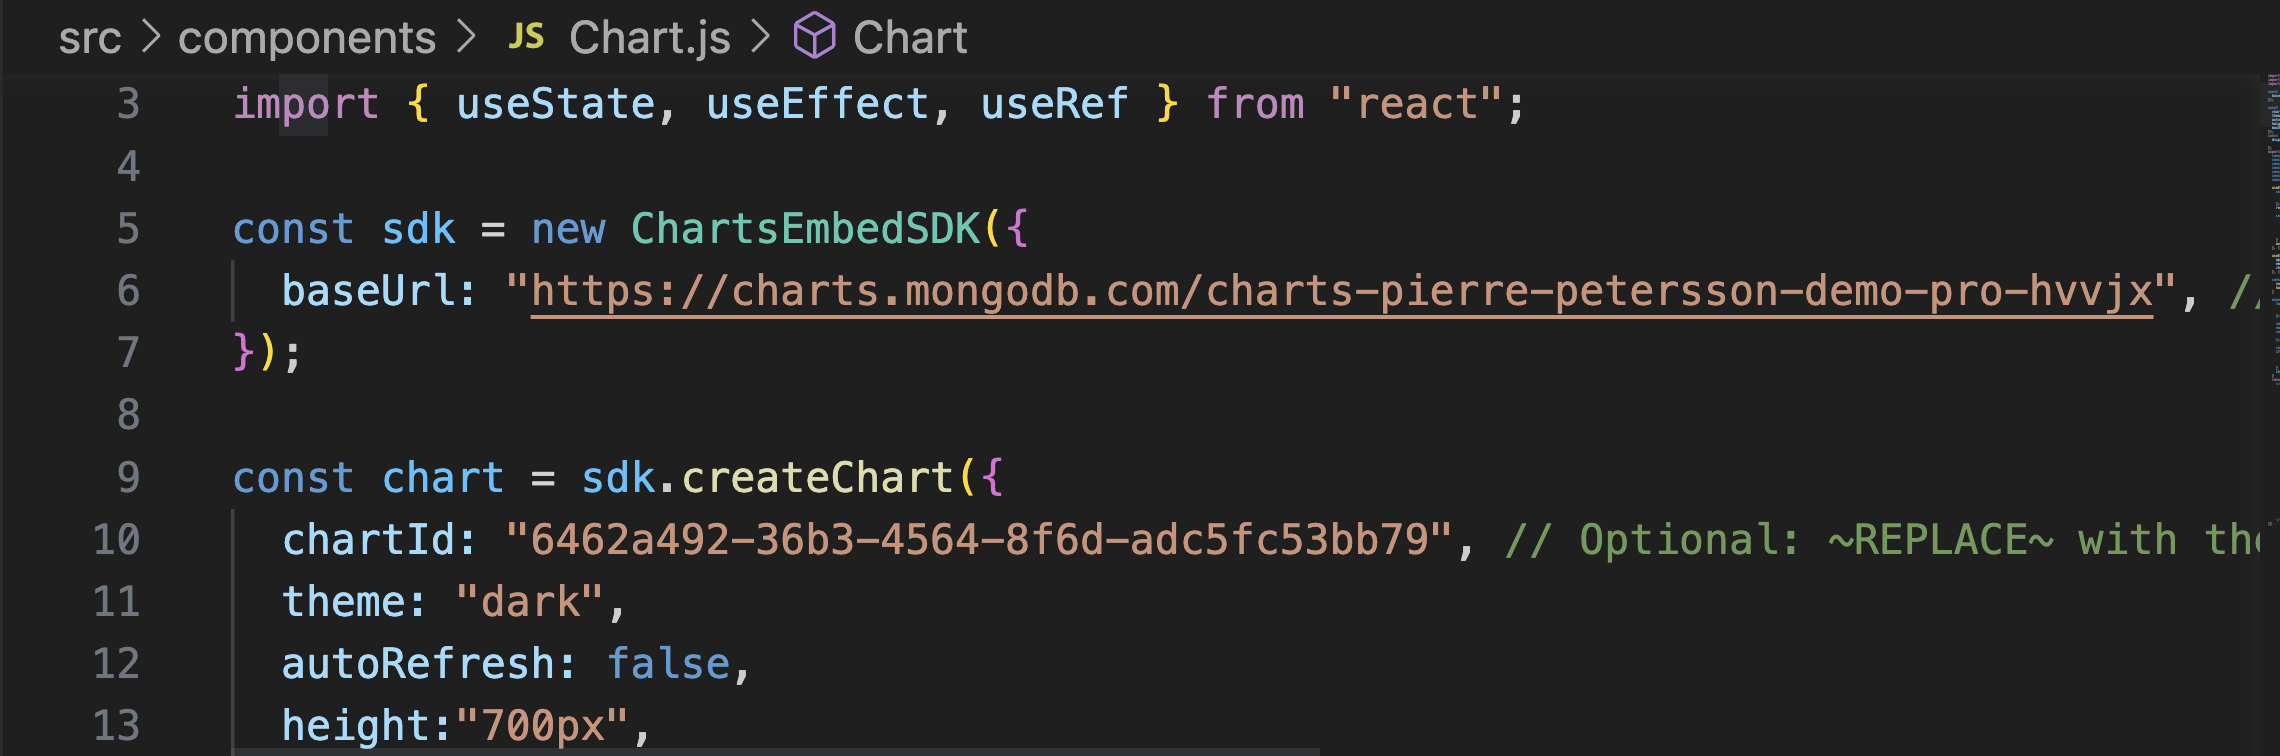 src > components > JS Chart.js > Chart
3 import { useState, useEffect, useRef } from "react";
4
5 const sdk = new ChartsEmbedSDK({
6 baseUrl: "https://charts.mongodb.com/charts-pierre-petersson-demo-pro-hvvjx", //
7 });
8
9 const chart = sdk.createChart({
10 chartId: "6462a492-36b3-4564-8f6d-adc5fc53bb79", // Optional: ~REPLACE~ with the
11 theme: "dark",
12 autoRefresh: false,
13 height:"700px",